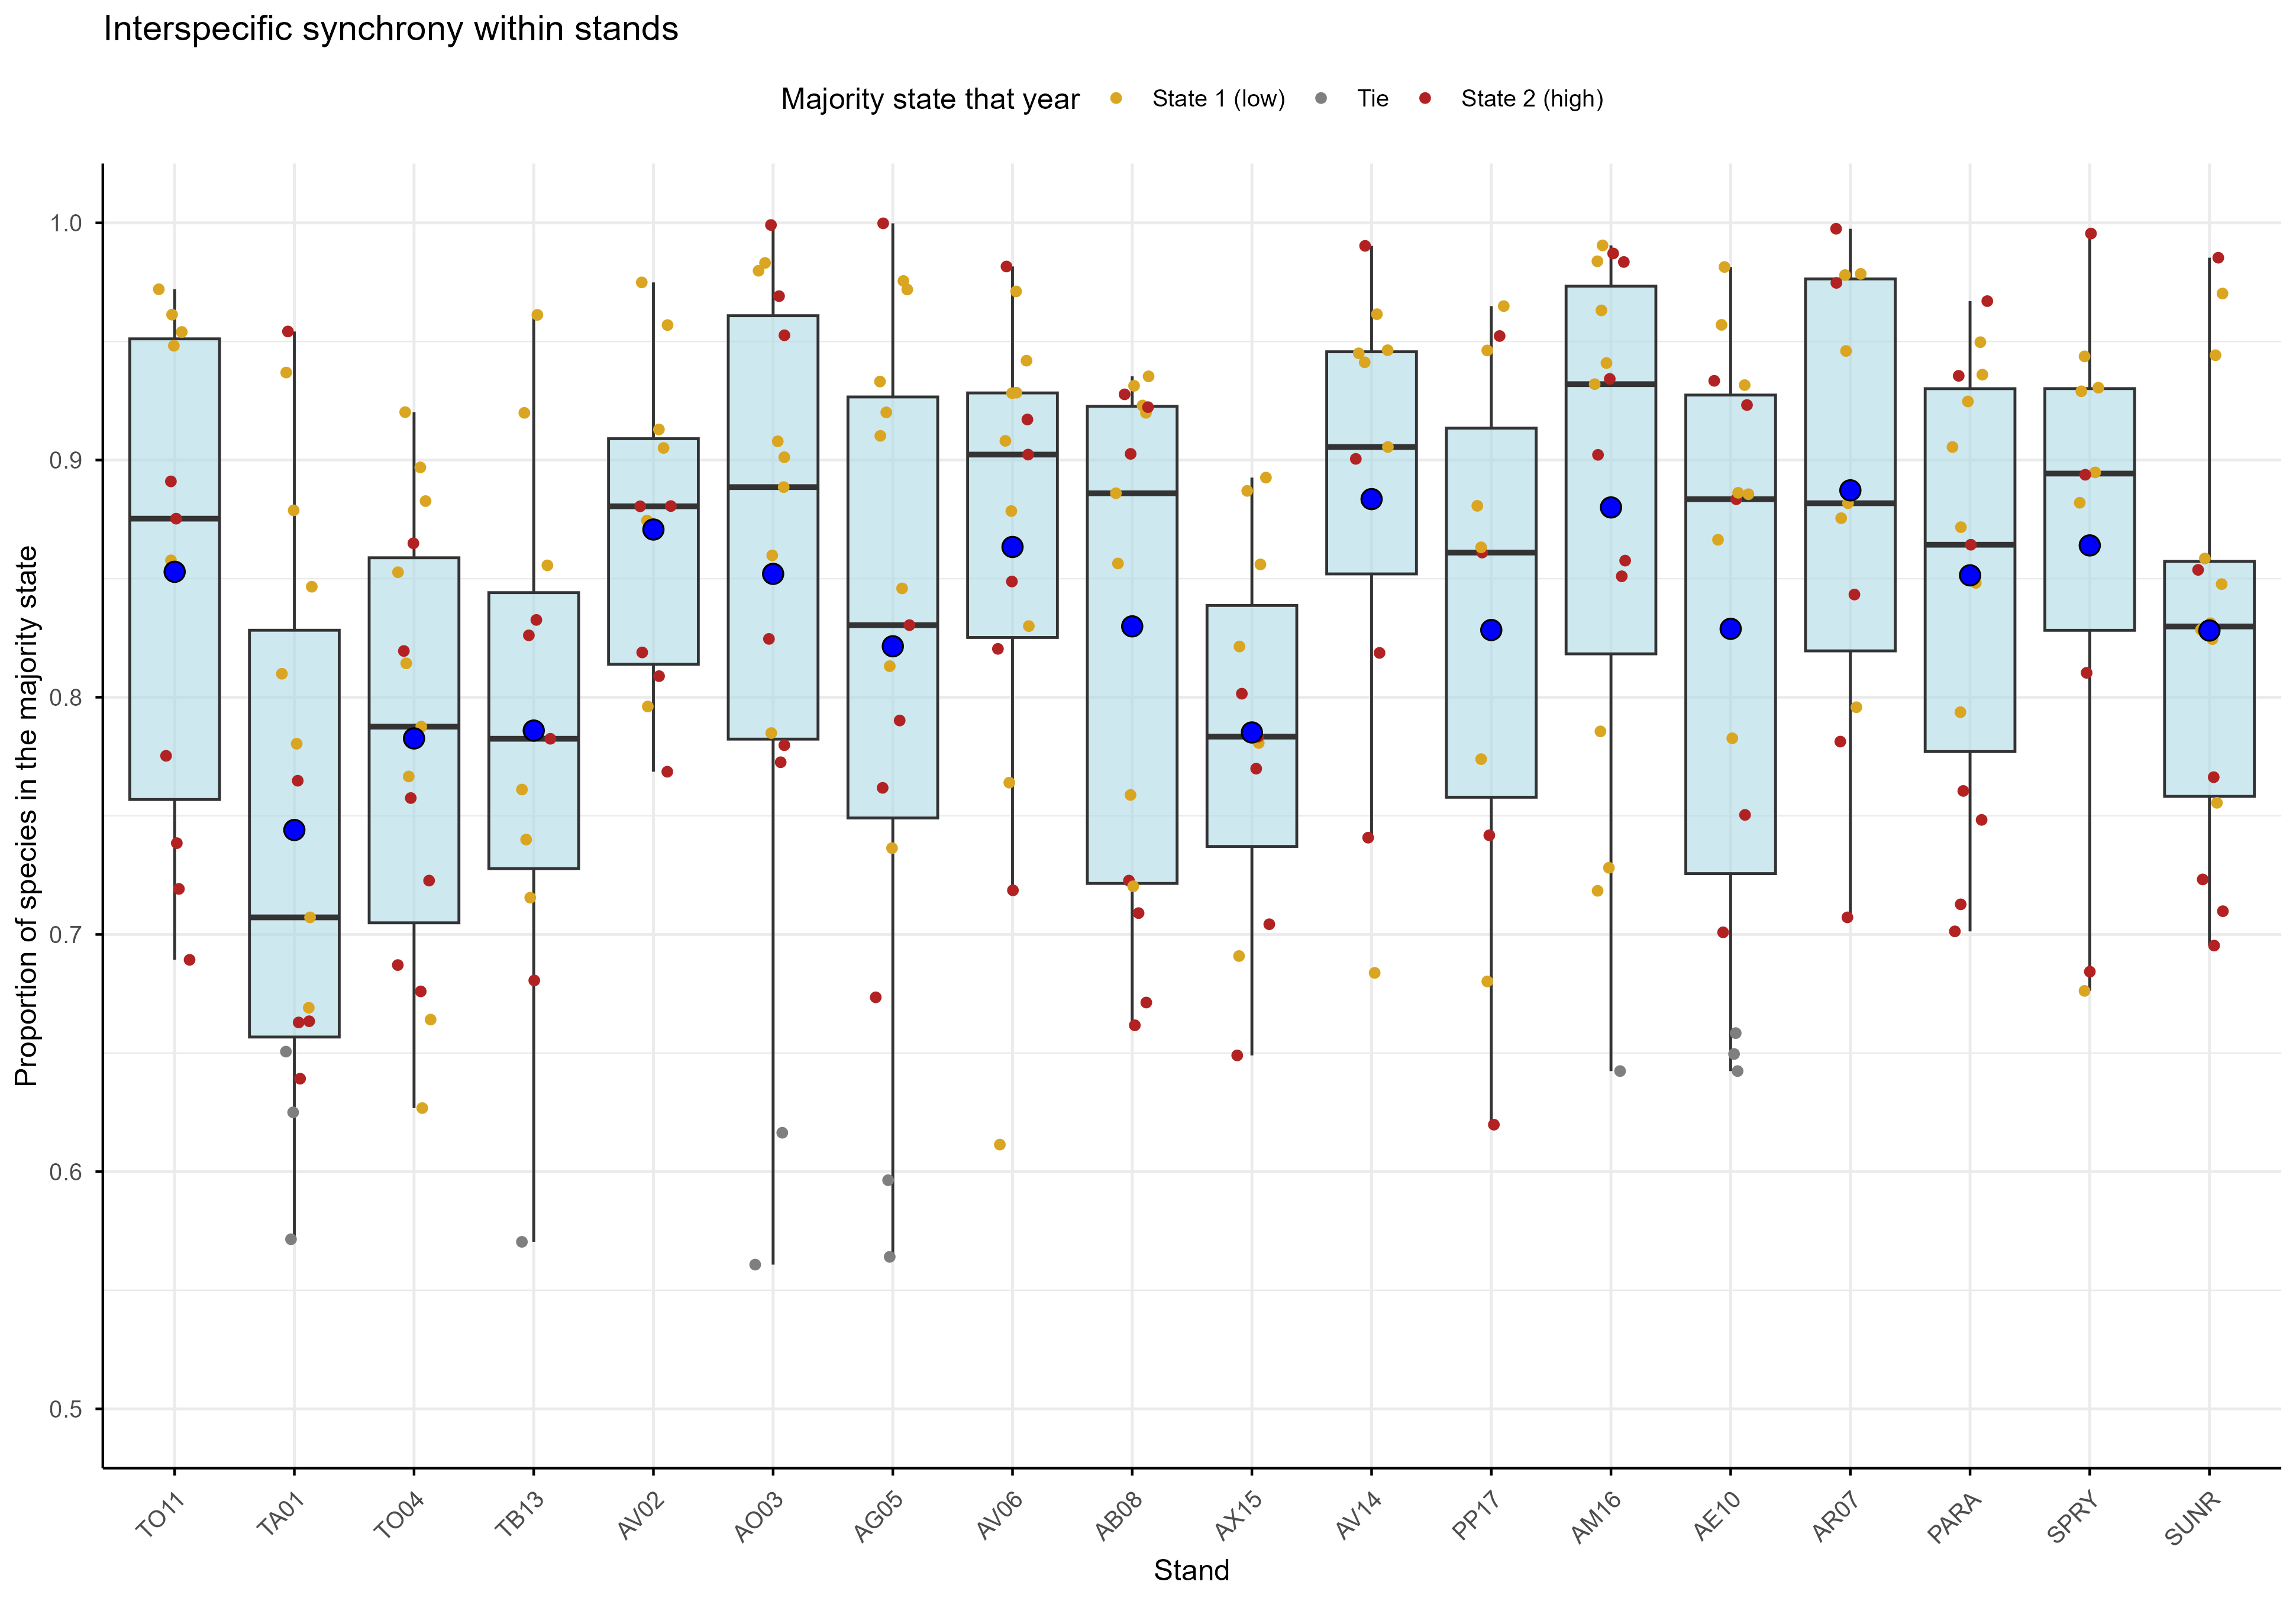 Interspecific synchrony within stands
Majority state that year State 1 (low) Tie State 2 (high)
Proportion of species in the majority state
1.0
0.9
0.8
0.7
0.6
0.5
TO11 TA01 TO04 TB13 AV02 AO03 AG05 AV06 AB08 AX15 AV14 PP17 AM16 AE10 AR07 PARA SPRY SUNR
Stand